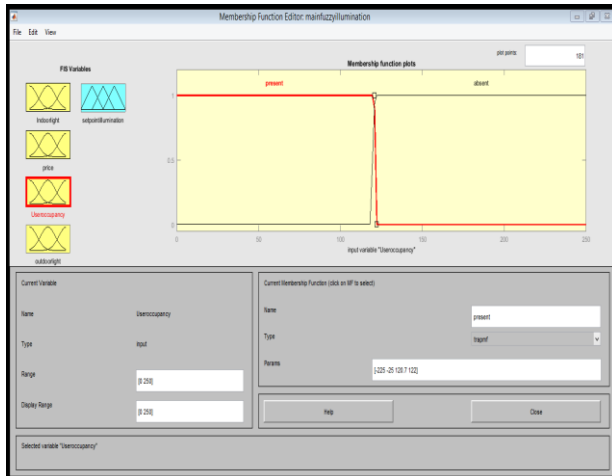 Membership Function Editor: mainfuzzyillumination
File Edit View
FIS Variables
Indoorlight
setpointillumination
price
Useroccupancy
outdoorlight
plot points:
181
Membership function plots
present
absent
1
0.5
0
0 50 100 150 200 250
input variable "Useroccupancy"
Current Variable
Name Useroccupancy
Type input
Range [0 250]
Display Range [0 250]
Current Membership Function (click on MF to select)
Name present
Type trapmf
Params [-225 -25 120.7 122]
Help Close
Selected variable "Useroccupancy"